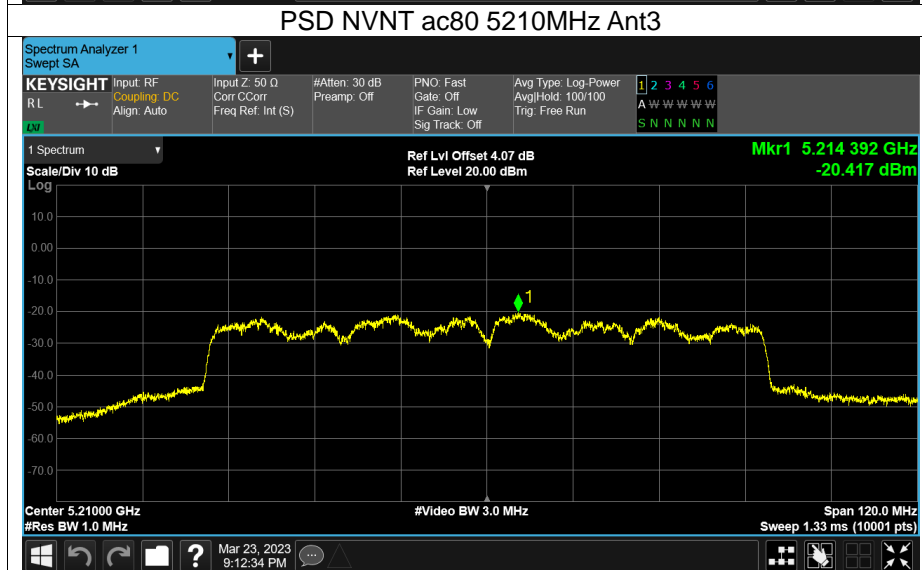 PSD NVNT ac80 5210MHz Ant3
Spectrum Analyzer 1
Swept SA
KEYSIGHT
R L
LXI
Input: RF
Coupling: DC
Align: Auto
Input Z: 50 Ω
Corr CCorr
Freq Ref: Int (S)
#Atten: 30 dB
Preamp: Off
PNO: Fast
Gate: Off
IF Gain: Low
Sig Track: Off
Avg Type: Log-Power
Avg|Hold: 100/100
Trig: Free Run
1 2 3 4 5 6
A W W W W W
S N N N N N
1 Spectrum
Scale/Div 10 dB
Log
Ref Lvl Offset 4.07 dB
Ref Level 20.00 dBm
Mkr1 5.214 392 GHz
-20.417 dBm
10.0
0.00
-10.0
-20.0
-30.0
-40.0
-50.0
-60.0
-70.0
1
Center 5.21000 GHz
#Res BW 1.0 MHz
#Video BW 3.0 MHz
Span 120.0 MHz
Sweep 1.33 ms (10001 pts)
?
Mar 23, 2023
9:12:34 PM